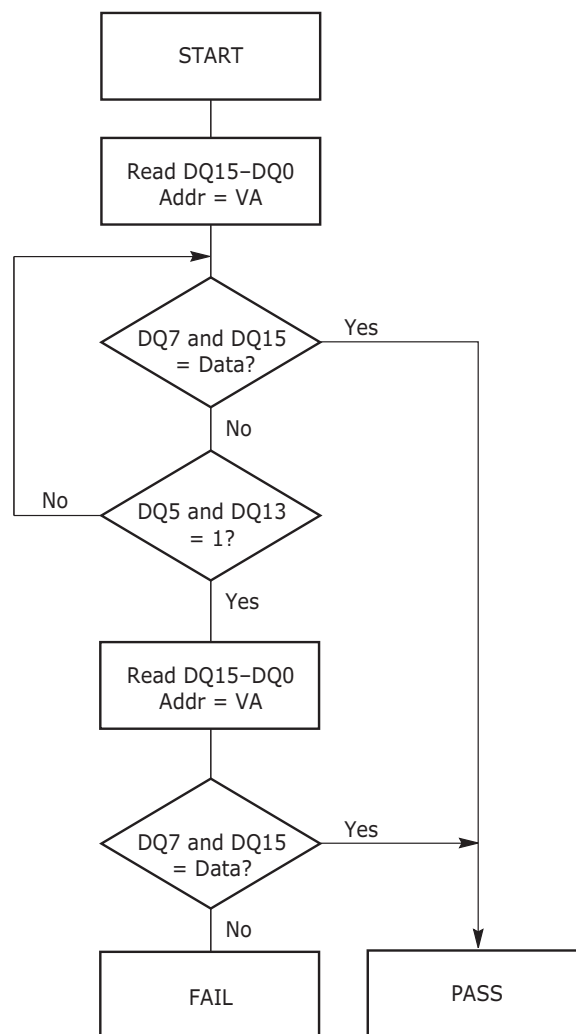 START
Read DQ15–DQ0
Addr = VA
DQ7 and DQ15
= Data?
Yes
No
No
DQ5 and DQ13
= 1?
Yes
Read DQ15–DQ0
Addr = VA
DQ7 and DQ15
= Data?
Yes
No
FAIL
PASS